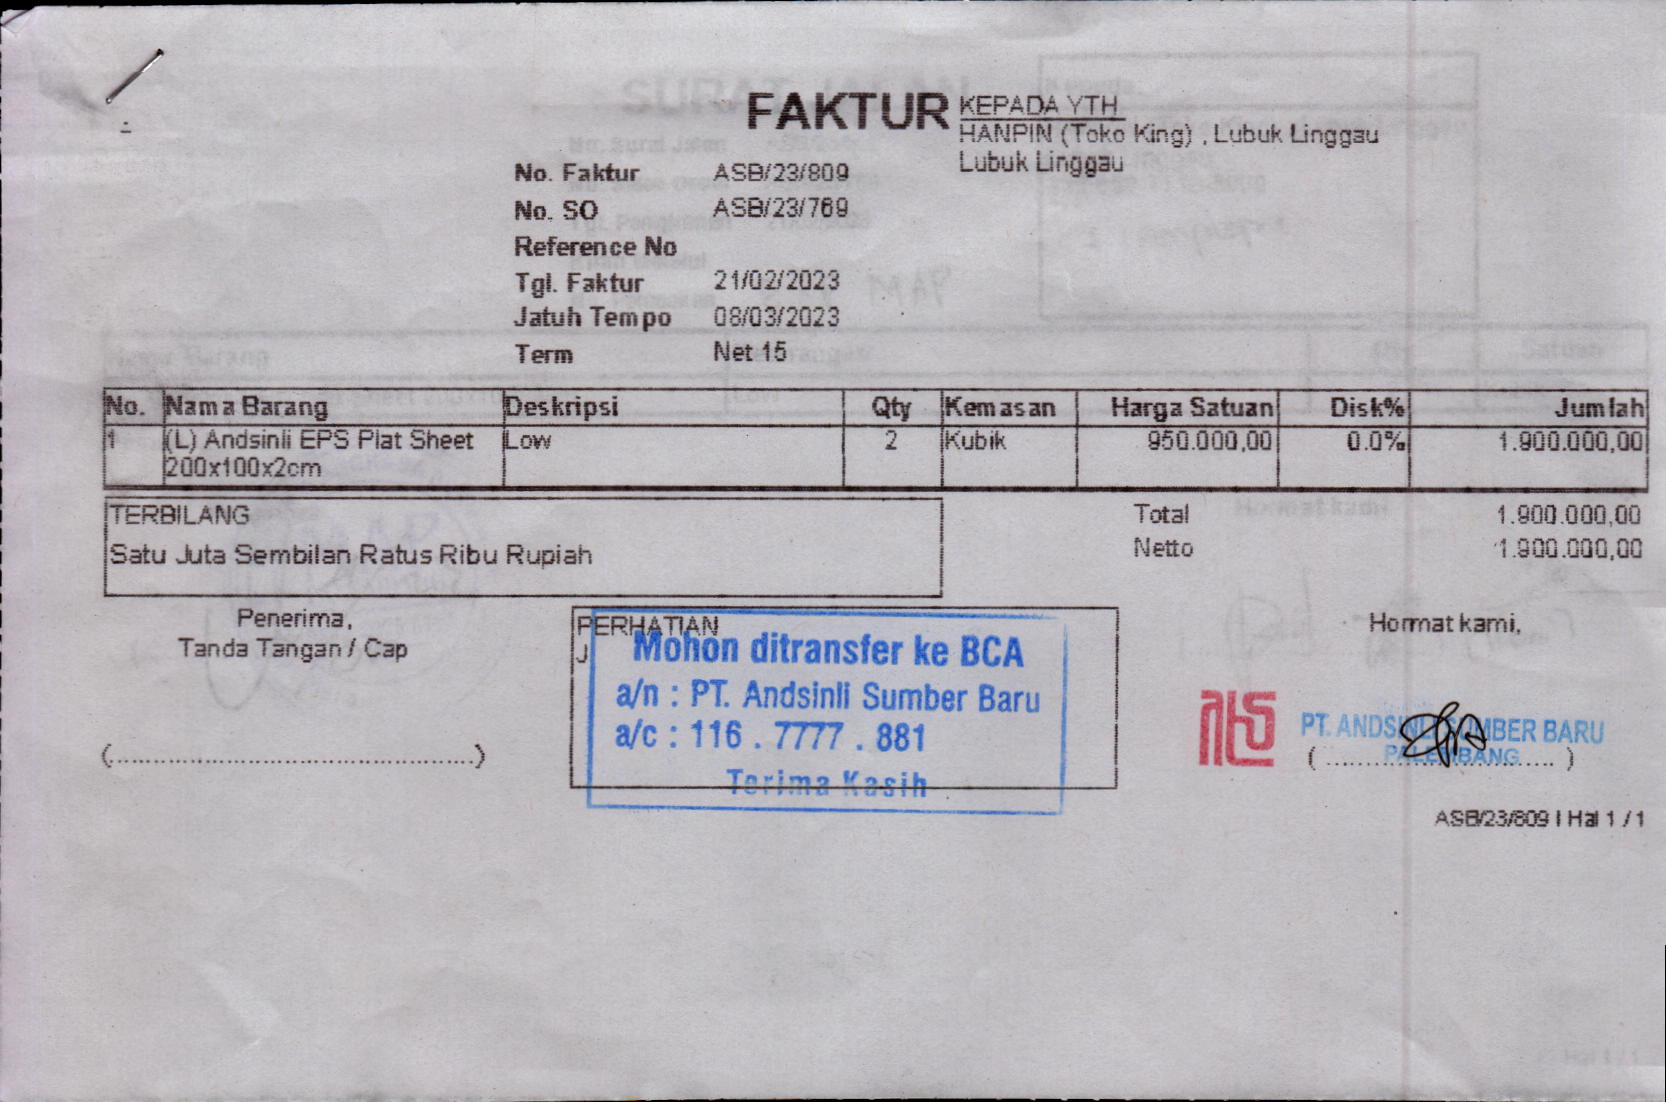 FAKTUR
KEPADA YTH
HANPIN (Toko King) , Lubuk Linggau
Lubuk Linggau
No. Faktur ASB/23/809
No. SO ASB/23/769
Reference No
Tgl. Faktur 21/02/2023
Jatuh Tempo 08/03/2023
Term Net 15
No. Nama Barang Deskripsi Qty Kemasan Harga Satuan Disk% Jumlah
1 (L) Andsinli EPS Plat Sheet Low 2 Kubik 950.000,00 0.0% 1.900.000,00
200x100x2cm
TERBILANG
Satu Juta Sembilan Ratus Ribu Rupiah
Total 1.900.000,00
Netto 1.900.000,00
Penerima,
Tanda Tangan / Cap
(................................................)
PERHATIAN
Mohon ditransfer ke BCA
a/n : PT. Andsinli Sumber Baru
a/c : 116 . 7777 . 881
Terima Kasih
Hormat kami,
PT. ANDSINLI SUMBER BARU
PALEMBANG
( ............................... )
ASB/23/809 | Hal 1 / 1